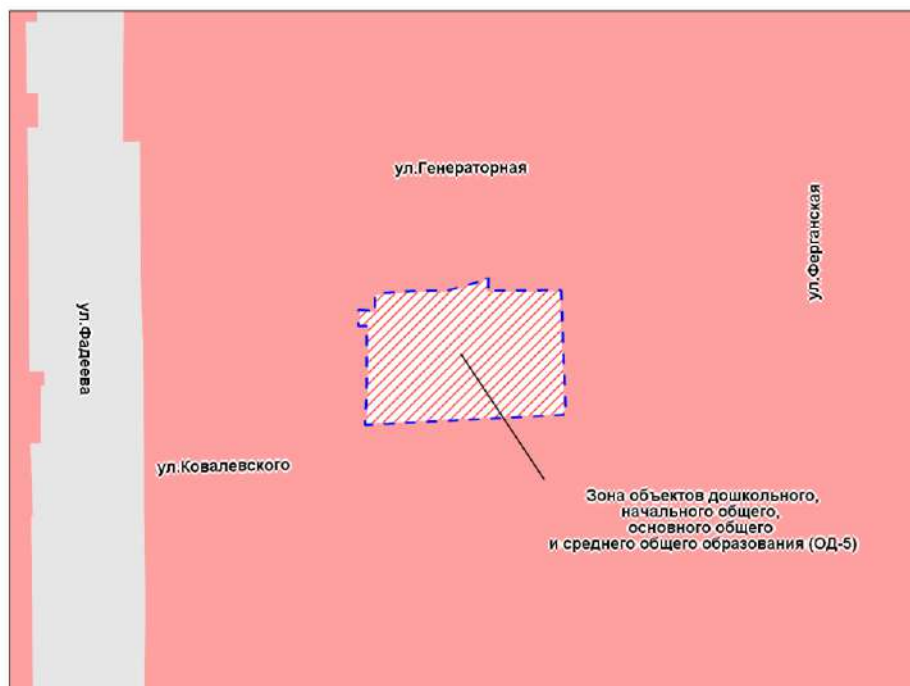 ул.Генераторная
ул.Ферганская
ул.Фадеева
ул.Ковалевского
Зона объектов дошкольного,
начального общего,
основного общего
и среднего общего образования (ОД-5)